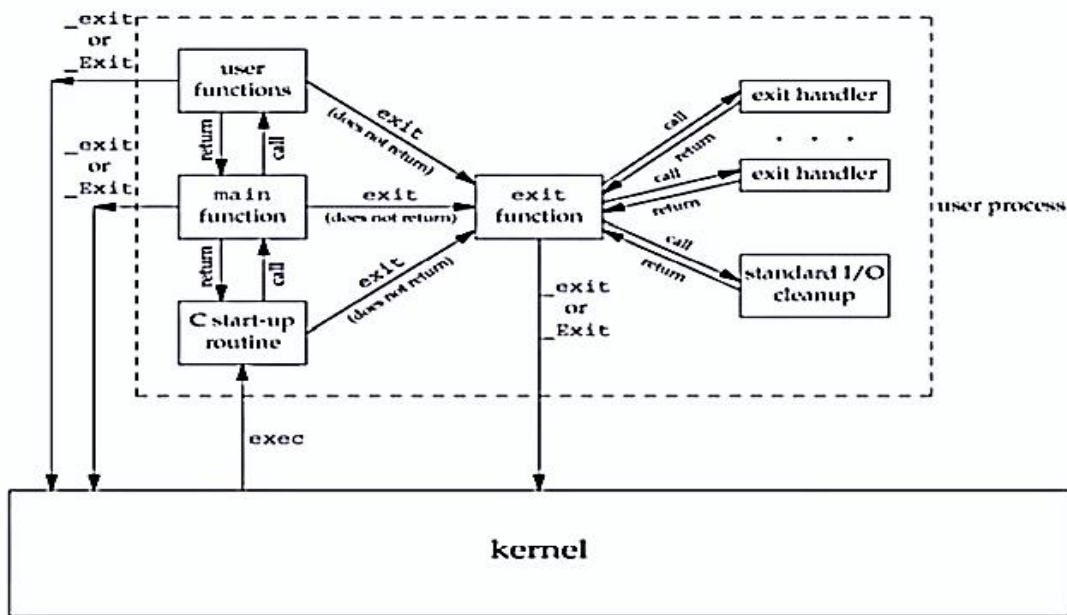 _exit
or
_Exit
user
functions
exit
(does not return)
call
return
exit handler
. . .
_exit
or
_Exit
return
call
main
function
exit
(does not return)
exit
function
call
return
exit handler
user process
return
call
exit
(does not return)
call
return
standard I/O
cleanup
C start-up
routine
_exit
or
_Exit
exec
kernel